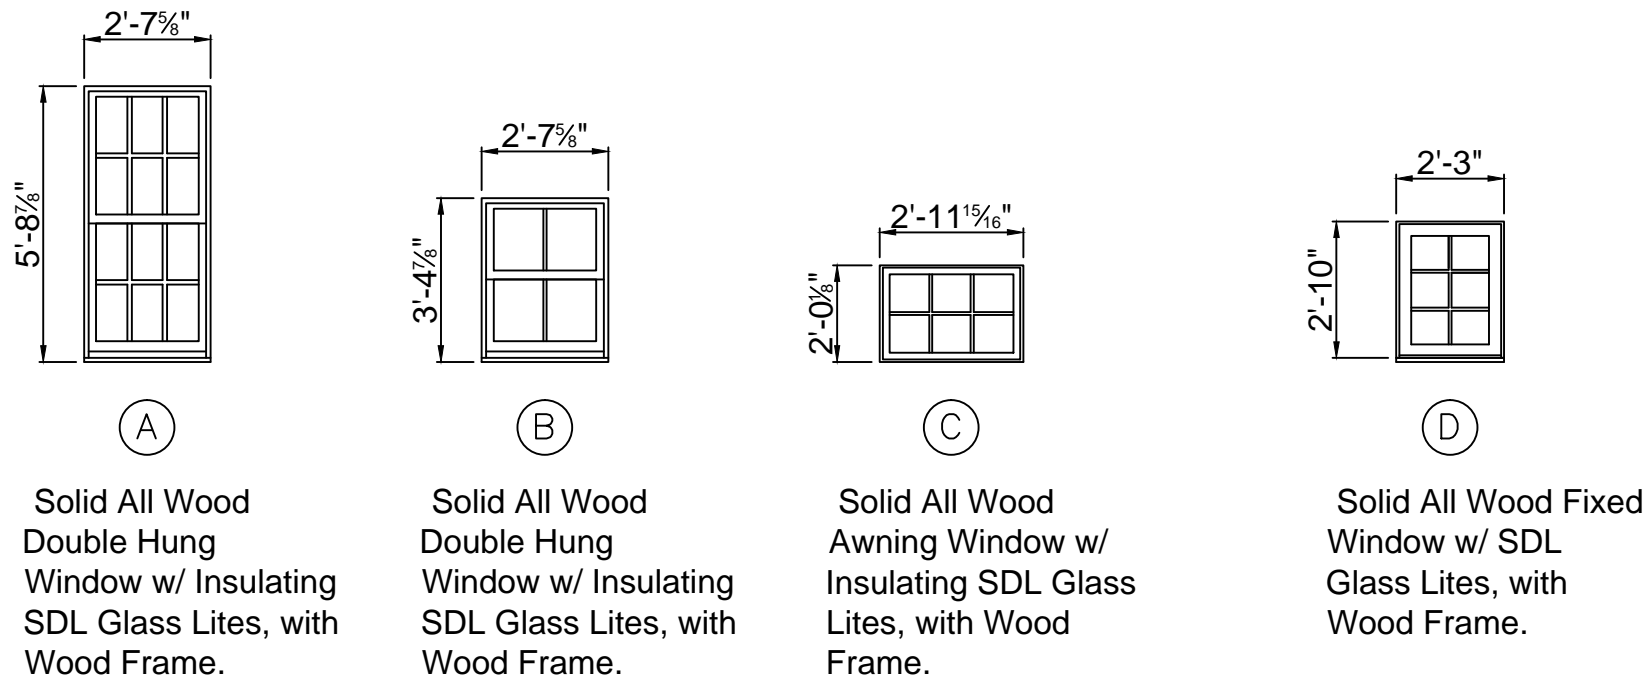 2'-7⅝"
5'-8⅞"
A
Solid All Wood
Double Hung
Window w/ Insulating
SDL Glass Lites, with
Wood Frame.
2'-7⅝"
3'-4⅞"
B
Solid All Wood
Double Hung
Window w/ Insulating
SDL Glass Lites, with
Wood Frame.
2'-11¹⁵⁄₁₆"
2'-0⅛"
C
Solid All Wood
Awning Window w/
Insulating SDL Glass
Lites, with Wood
Frame.
2'-3"
2'-10"
D
Solid All Wood Fixed
Window w/ SDL
Glass Lites, with
Wood Frame.